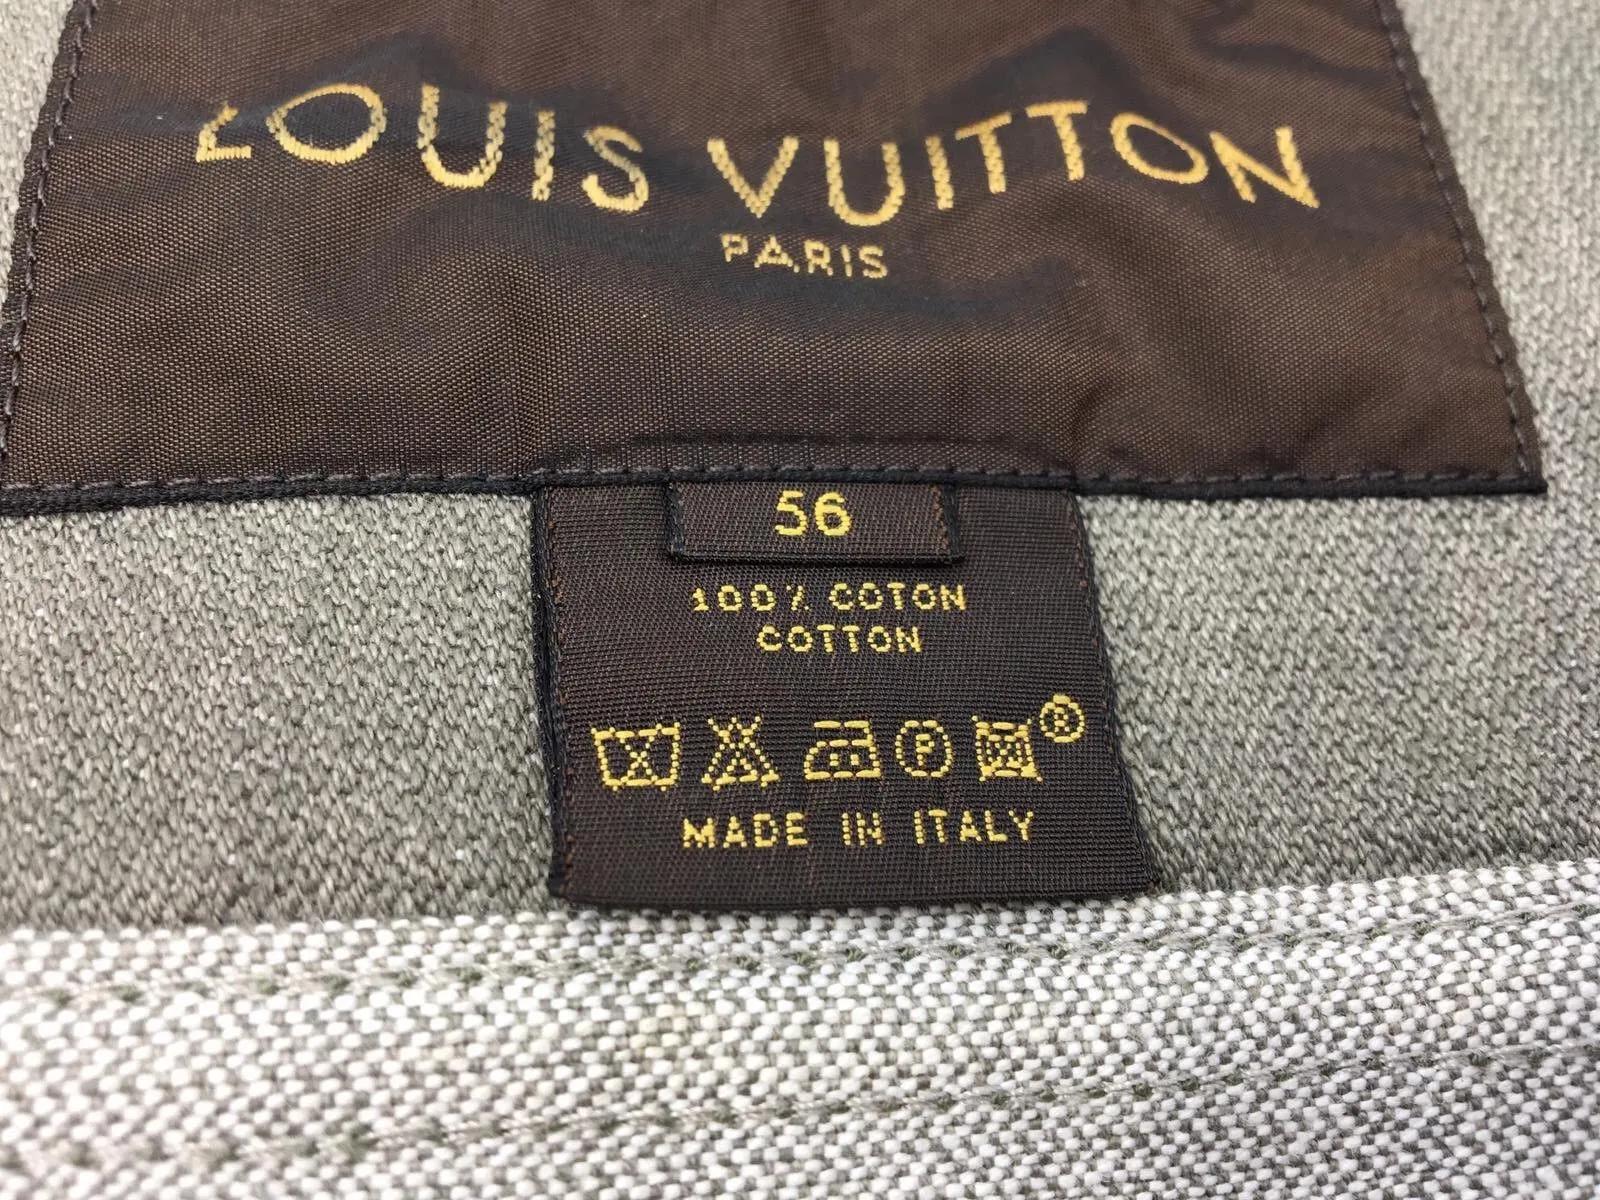 LOUIS VUITTON
PARIS
56
100% COTON
COTTON
P ®
MADE IN ITALY